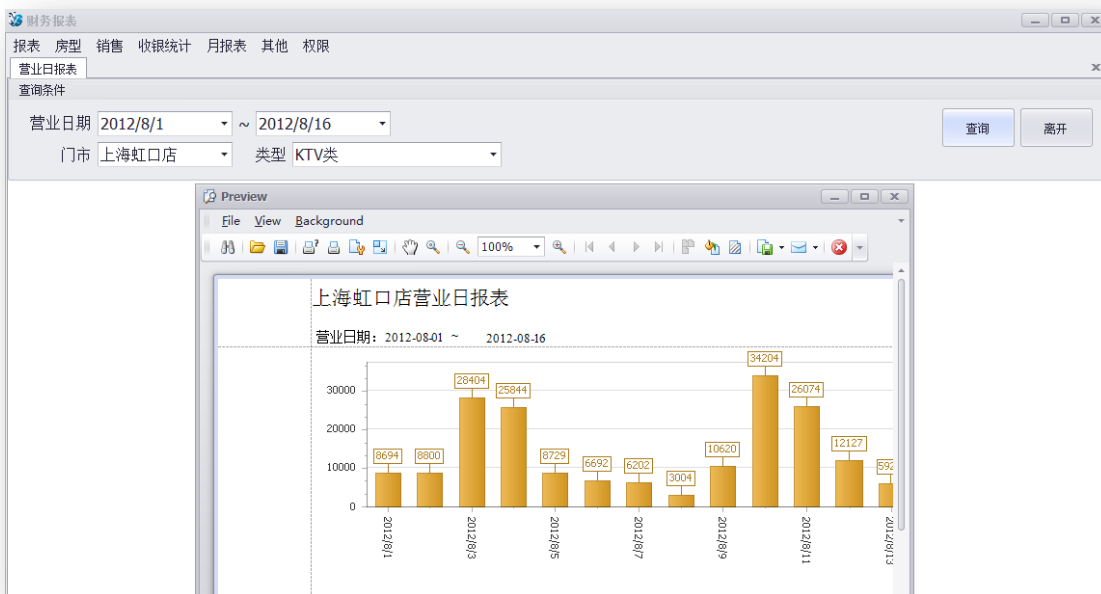 财务报表
报表 房型 销售 收银统计 月报表 其他 权限
营业日报表
查询条件
营业日期 2012/8/1 ~ 2012/8/16
查询 离开
门市 上海虹口店 类型 KTV类
Preview
File View Background
100%
上海虹口店营业日报表
营业日期: 2012-08-01 ~ 2012-08-16
34204
28404
25844
26074
30000
20000
12127
10620
8694 8800 8729
6692
6202
592
10000
3004
0
2012/8/1 2012/8/3 2012/8/5 2012/8/7 2012/8/9 2012/8/11 2012/8/13